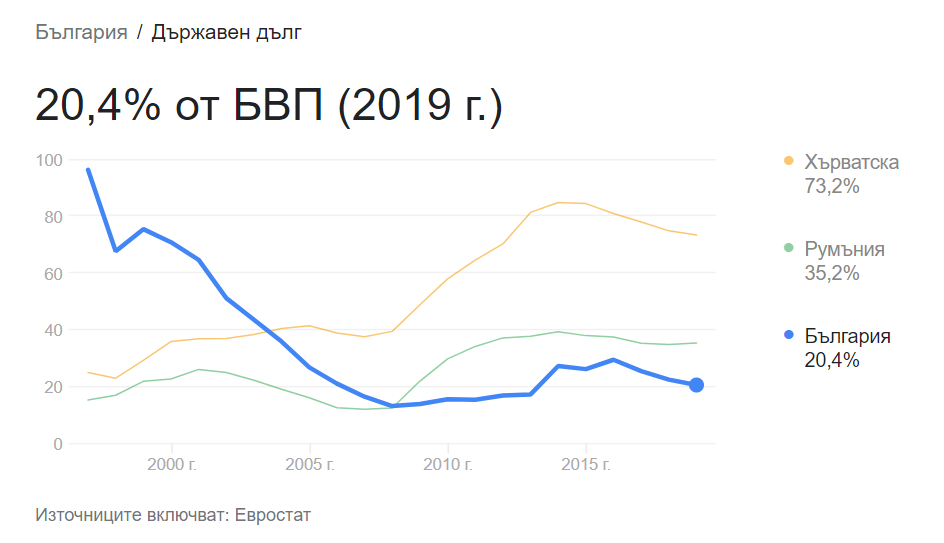 България / Държавен дълг
20,4% от БВП (2019 г.)
100
80
60
40
20
0
2000 г.
2005 г.
2010 г.
2015 г.
Хърватска
73,2%
Румъния
35,2%
България
20,4%
Източниците включват: Евростат